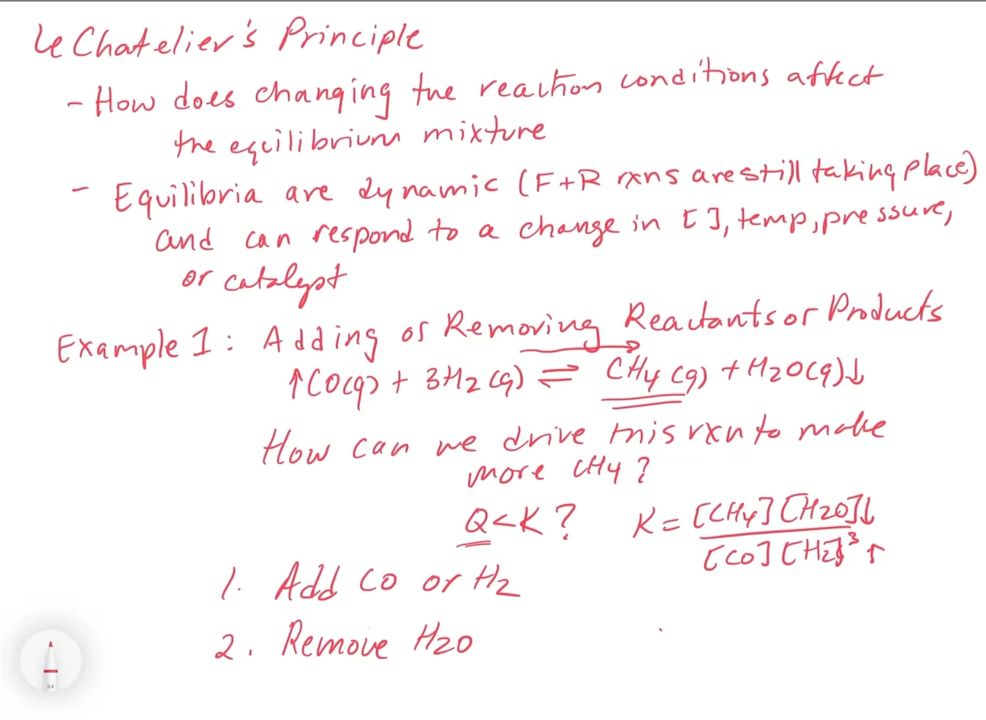 Le Chatelier's Principle
- How does changing the reaction conditions affect
the equilibrium mixture
- Equilibria are dynamic (F+R rxns are still taking place)
and can respond to a change in [ ], temp, pressure,
or catalyst
Example 1: Adding or Removing Reactants or Products
↑CO(g) + 3H2(g) ⇌ CH4(g) + H2O(g)↓
How can we drive this rxn to make
more CH4?
Q<K? K = [CH4][H2O]↓
[CO][H2]³↑
1. Add CO or H2
2. Remove H2O